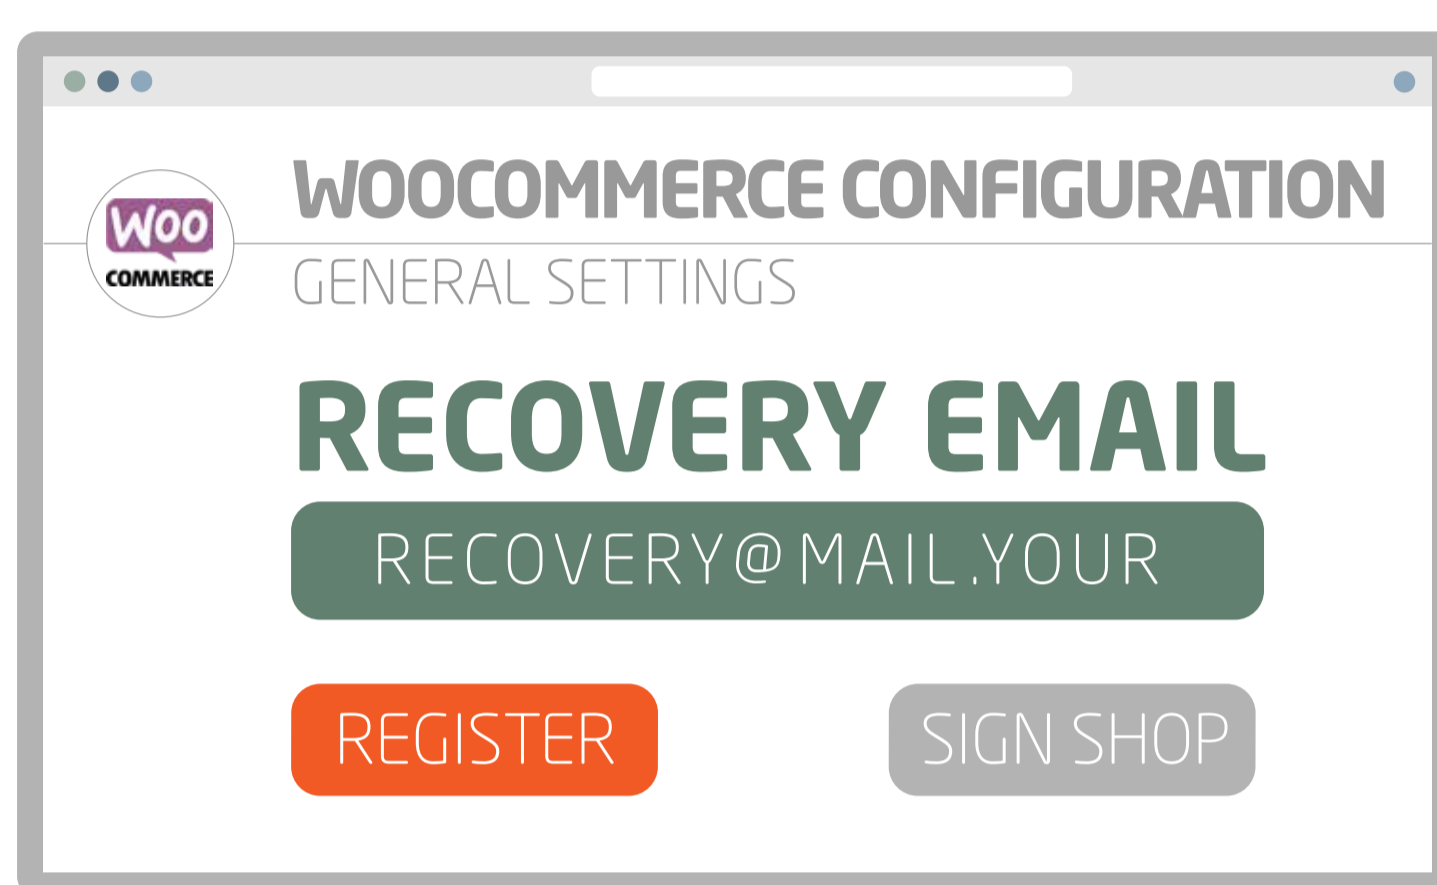 WOOCOMMERCE CONFIGURATION
WOO
COMMERCE
GENERAL SETTINGS
RECOVERY EMAIL
RECOVERY@MAIL.YOUR
REGISTER
SIGN SHOP